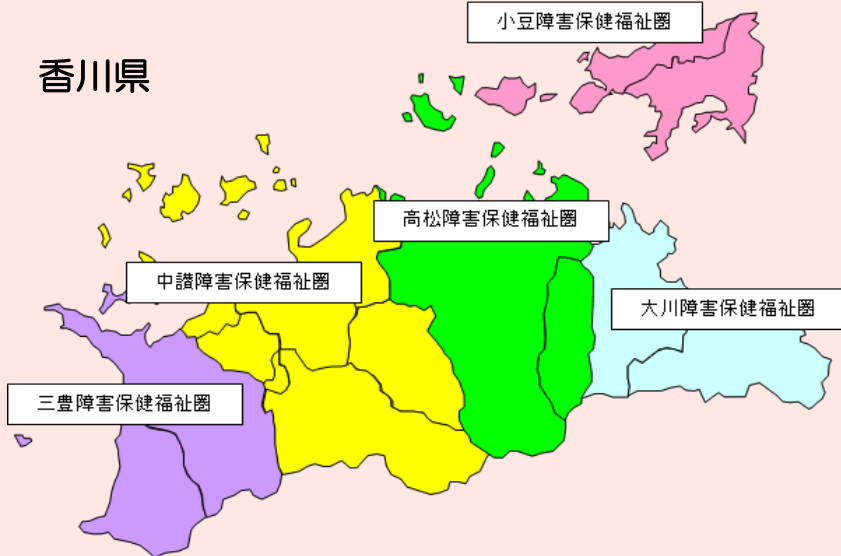 小豆障害保健福祉圏
香川県
高松障害保健福祉圏
中讃障害保健福祉圏
大川障害保健福祉圏
三豊障害保健福祉圏